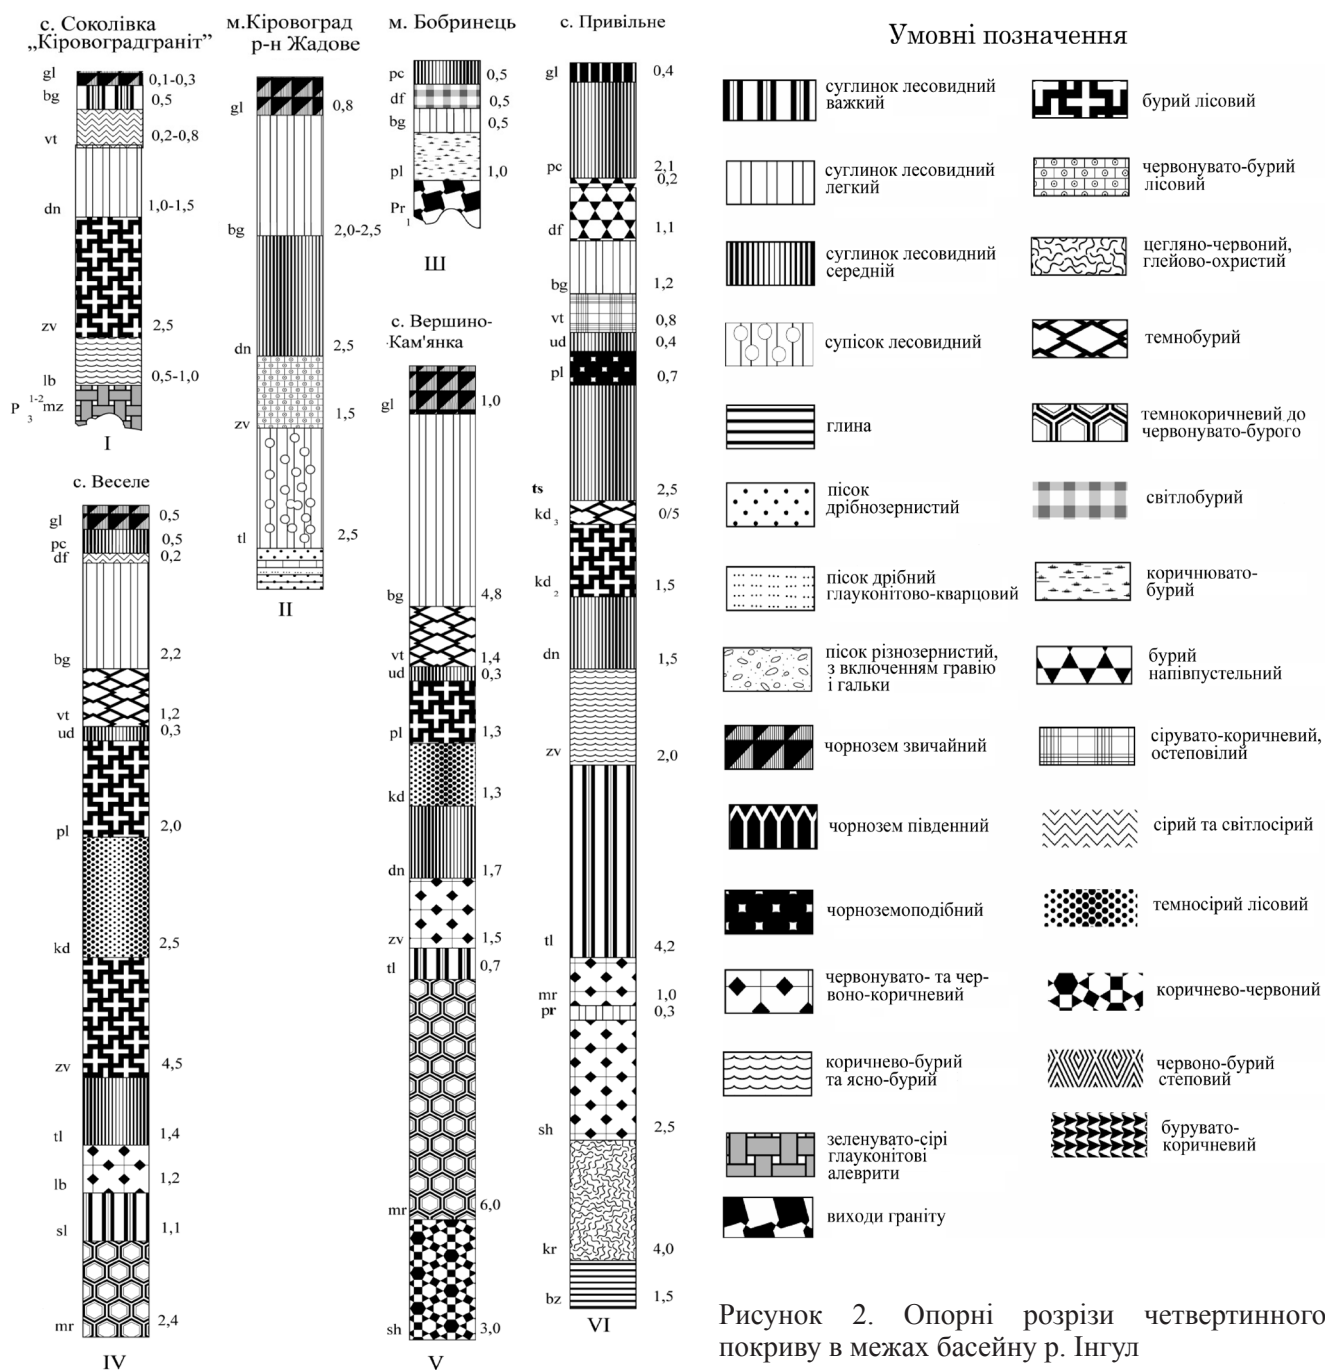 с. Соколівка
„Кіровоградграніт”
gl 0,1-0,3
bg 0,5
vt 0,2-0,8
dn 1,0-1,5
zv 2,5
lb 0,5-1,0
P 3 1-2 mz
I
м.Кіровоград
р-н Жадове
gl 0,8
bg 2,0-2,5
dn 2,5
zv 1,5
tl 2,5
II
м. Бобринець
pc 0,5
df 0,5
bg 0,5
pl 1,0
Pr 1
Ш
с. Веселе
gl 0,5
pc 0,5
df 0,2
bg 2,2
vt 1,2
ud 0,3
pl 2,0
kd 2,5
zv 4,5
tl 1,4
lb 1,2
sl 1,1
mr 2,4
IV
с. Вершино-
Кам'янка
gl 1,0
bg 4,8
vt 1,4
ud 0,3
pl 1,3
kd 1,3
dn 1,7
zv 1,5
tl 0,7
mr 6,0
sh 3,0
V
с. Привільне
gl 0,4
pc 2,1
0,2
df 1,1
bg 1,2
vt 0,8
ud 0,4
pl 0,7
ts 2,5
kd 3 0/5
kd 2 1,5
dn 1,5
zv 2,0
tl 4,2
mr 1,0
pr 0,3
sh 2,5
kr 4,0
bz 1,5
VI
Умовні позначення
суглинок лесовидний
важкий
суглинок лесовидний
легкий
суглинок лесовидний
середній
супісок лесовидний
глина
пісок
дрібнозернистий
пісок дрібний
глауконітово-кварцовий
пісок різнозернистий,
з включенням гравію
і гальки
чорнозем звичайний
чорнозем південний
чорноземоподібний
червонувато- та чер-
воно-коричневий
коричнево-бурий
та ясно-бурий
зеленувато-сірі
глауконітові
алеврити
виходи граніту
бурий лісовий
червонувато-бурий
лісовий
цегляно-червоний,
глейово-охристий
темнобурий
темнокоричневий до
червонувато-бурого
світлобурий
коричнювато-
бурий
бурий
напівпустельний
сірувато-коричневий,
остеповілий
сірий та світлосірий
темносірий лісовий
коричнево-червоний
червоно-бурий
степовий
бурувато-
коричневий
Рисунок 2. Опорні розрізи четвертинного
покриву в межах басейну р. Інгул